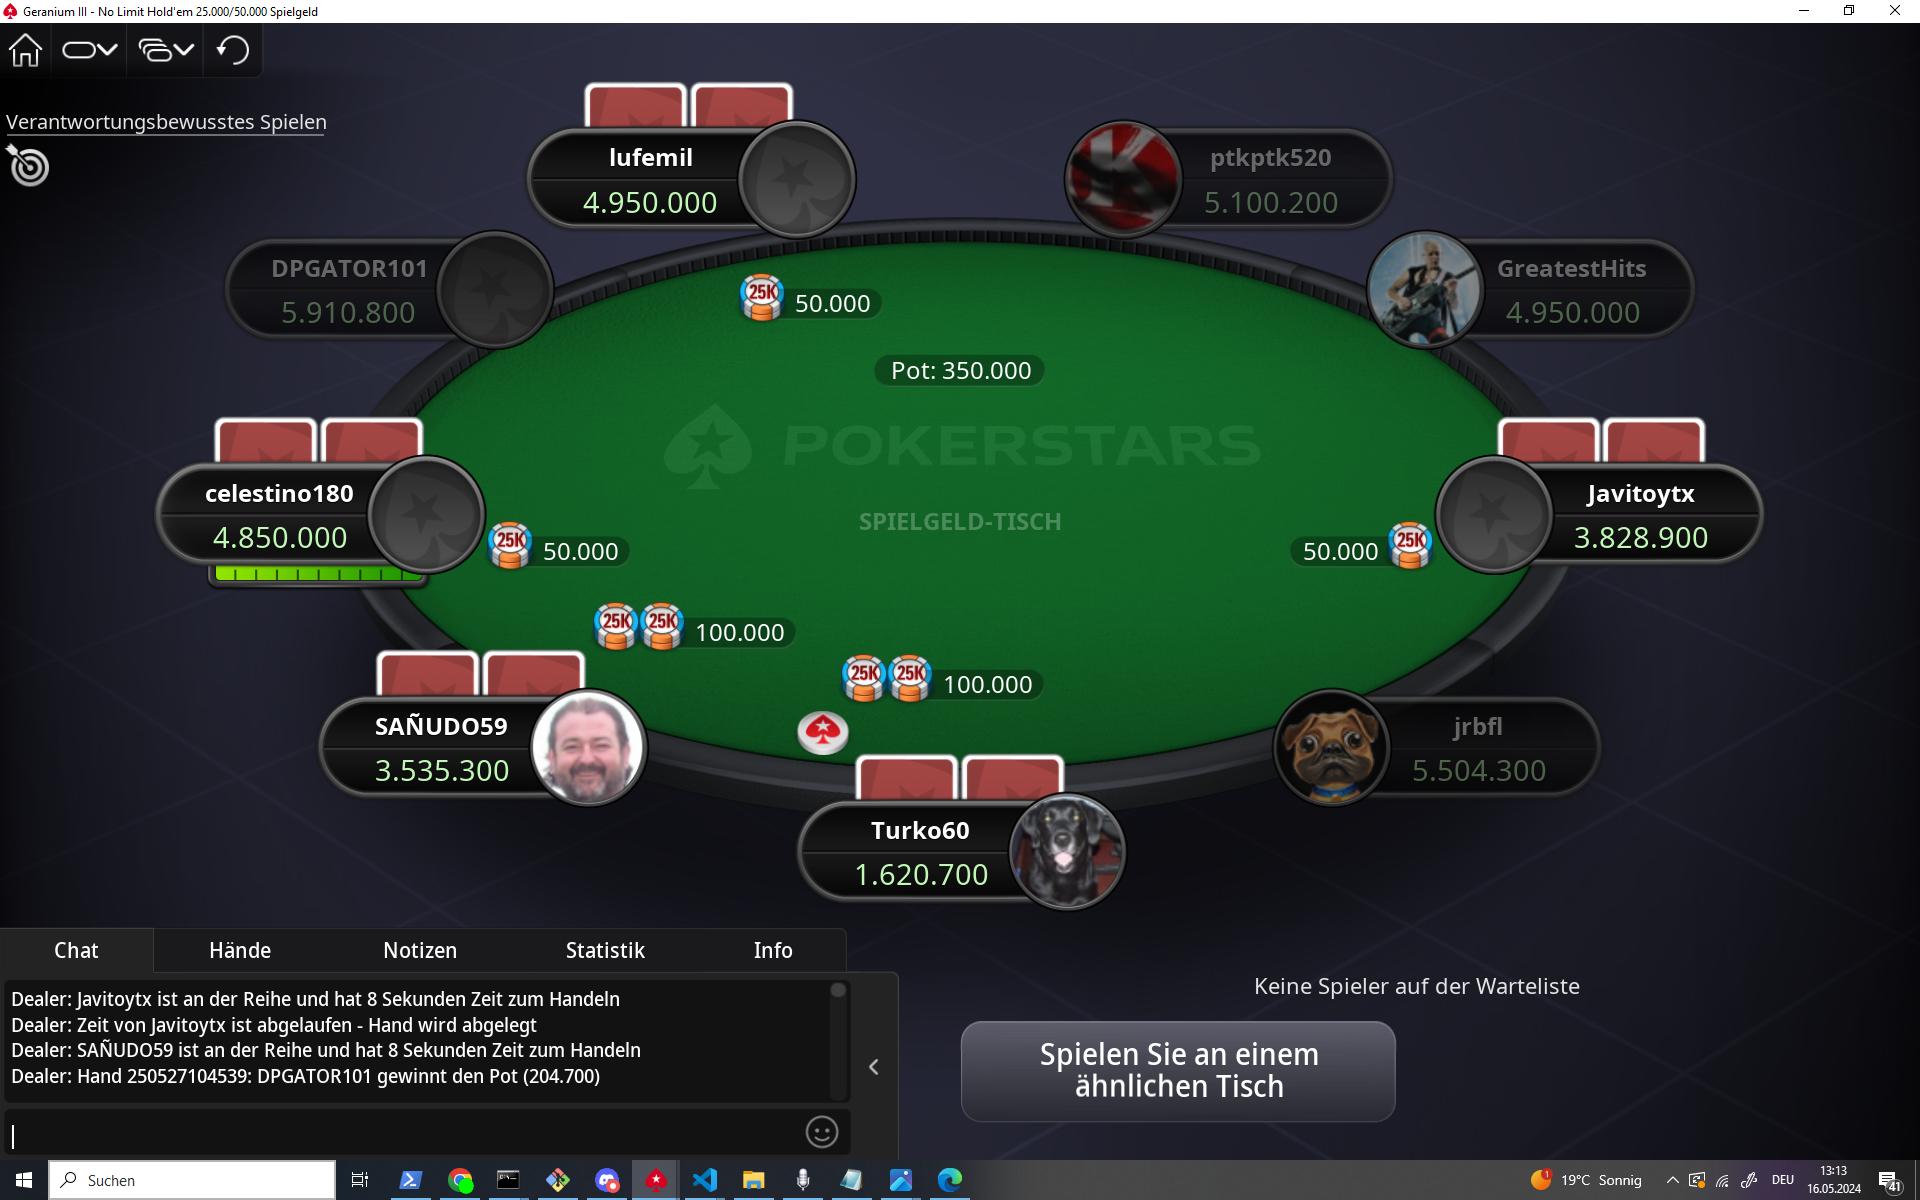 Geranium III - No Limit Hold'em 25.000/50.000 Spielgeld
Verantwortungsbewusstes Spielen
lufemil
4.950.000
ptkptk520
5.100.200
DPGATOR101
5.910.800
GreatestHits
4.950.000
25K
50.000
Pot: 350.000
POKERSTARS
SPIELGELD-TISCH
celestino180
4.850.000
25K
50.000
Javitoytx
3.828.900
50.000
25K
25K 25K
100.000
25K 25K
100.000
SAÑUDO59
3.535.300
jrbfl
5.504.300
Turko60
1.620.700
Chat Hände Notizen Statistik Info
Dealer: Javitoytx ist an der Reihe und hat 8 Sekunden Zeit zum Handeln
Dealer: Zeit von Javitoytx ist abgelaufen - Hand wird abgelegt
Dealer: SAÑUDO59 ist an der Reihe und hat 8 Sekunden Zeit zum Handeln
Dealer: Hand 250527104539: DPGATOR101 gewinnt den Pot (204.700)
Keine Spieler auf der Warteliste
Spielen Sie an einem
ähnlichen Tisch
Suchen
1
19°C Sonnig
DEU
13:13
16.05.2024
41